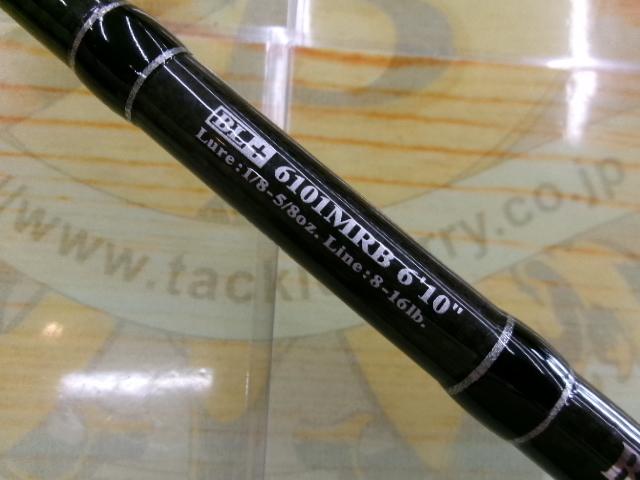 BL+ 6101MRB 6'10"
Lure:1/8-5/8oz. Line:8-16lb.
www.tackleberry.co.jp